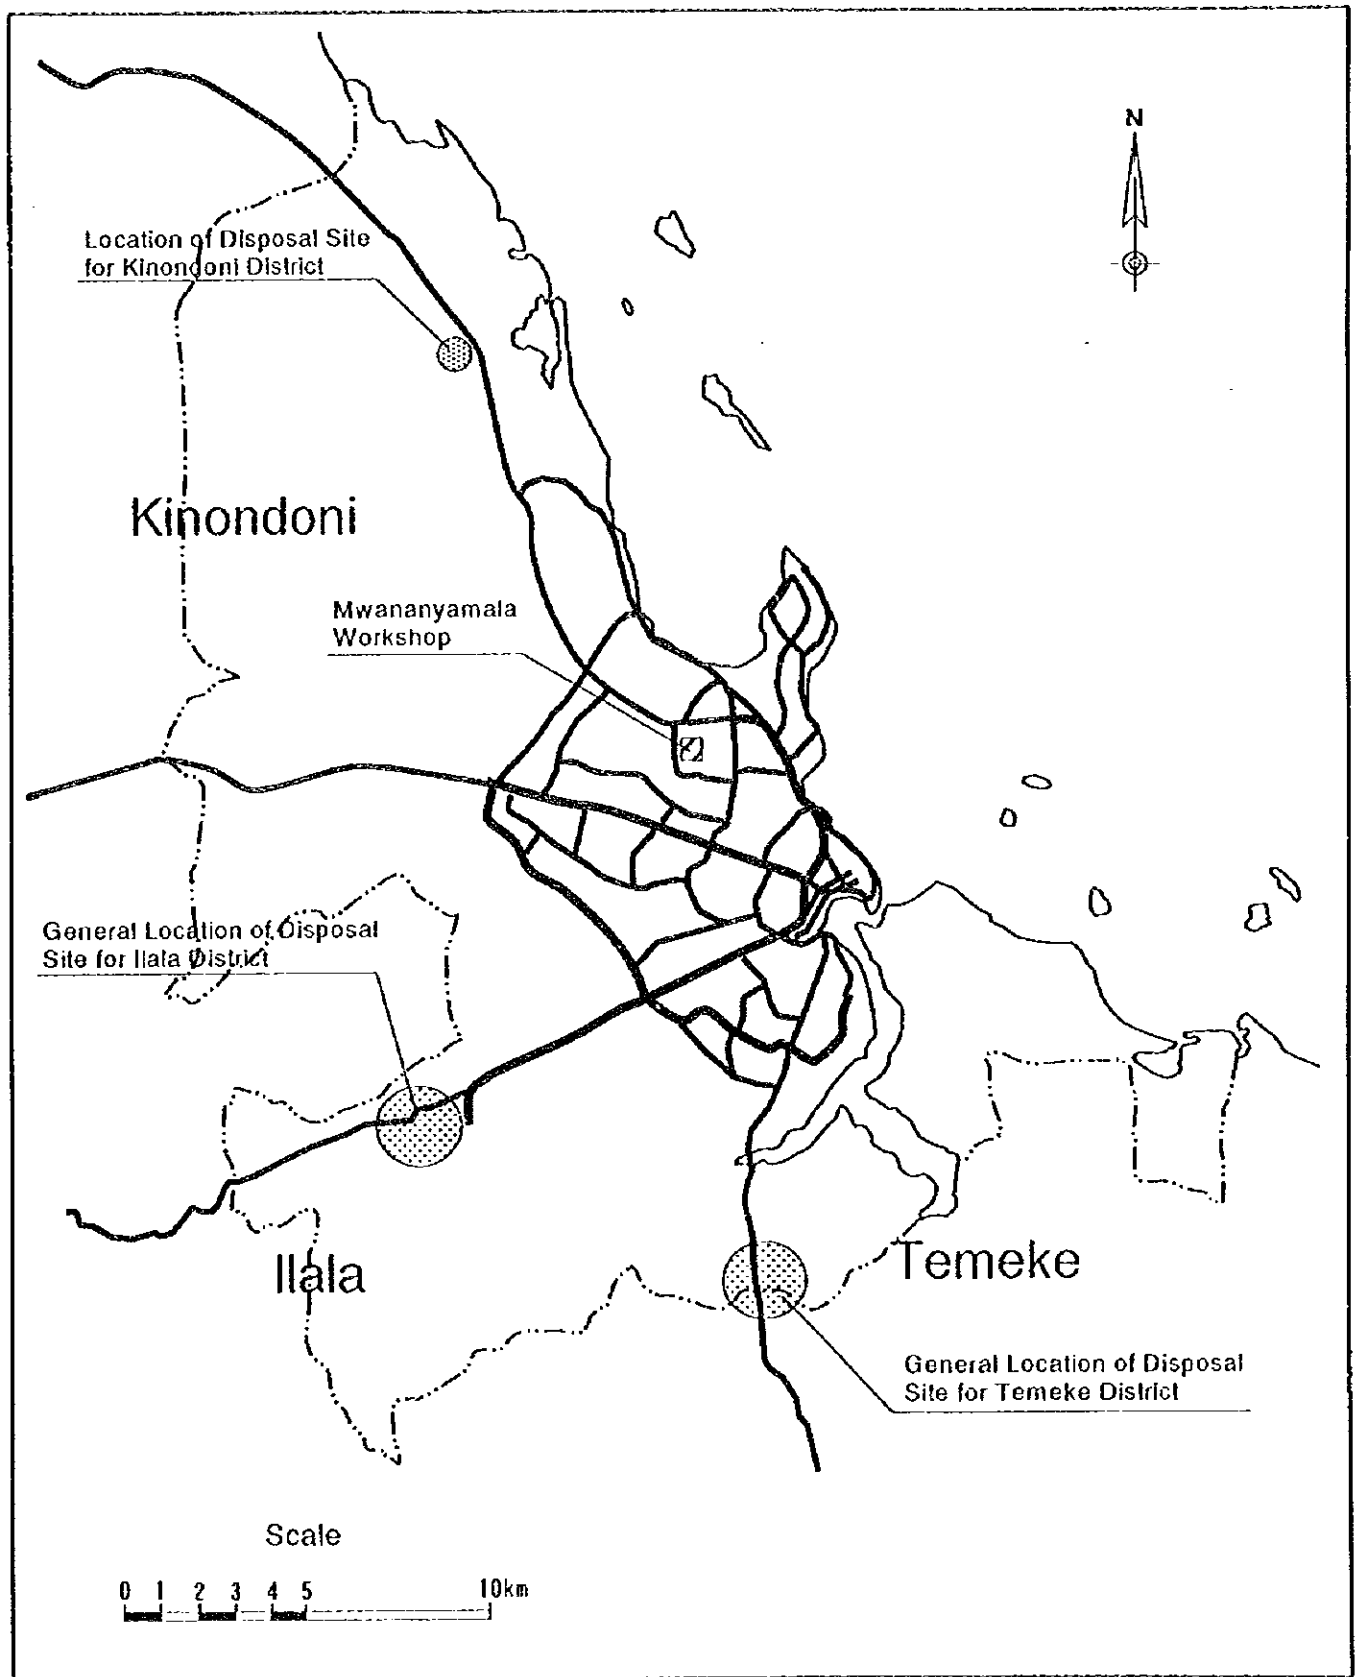 N
Location of Disposal Site
for Kinondoni District
Kinondoni
Mwananyamala
Workshop
General Location of Disposal
Site for Ilala District
Ilala
Temeke
General Location of Disposal
Site for Temeke District
Scale
0 1 2 3 4 5 10km